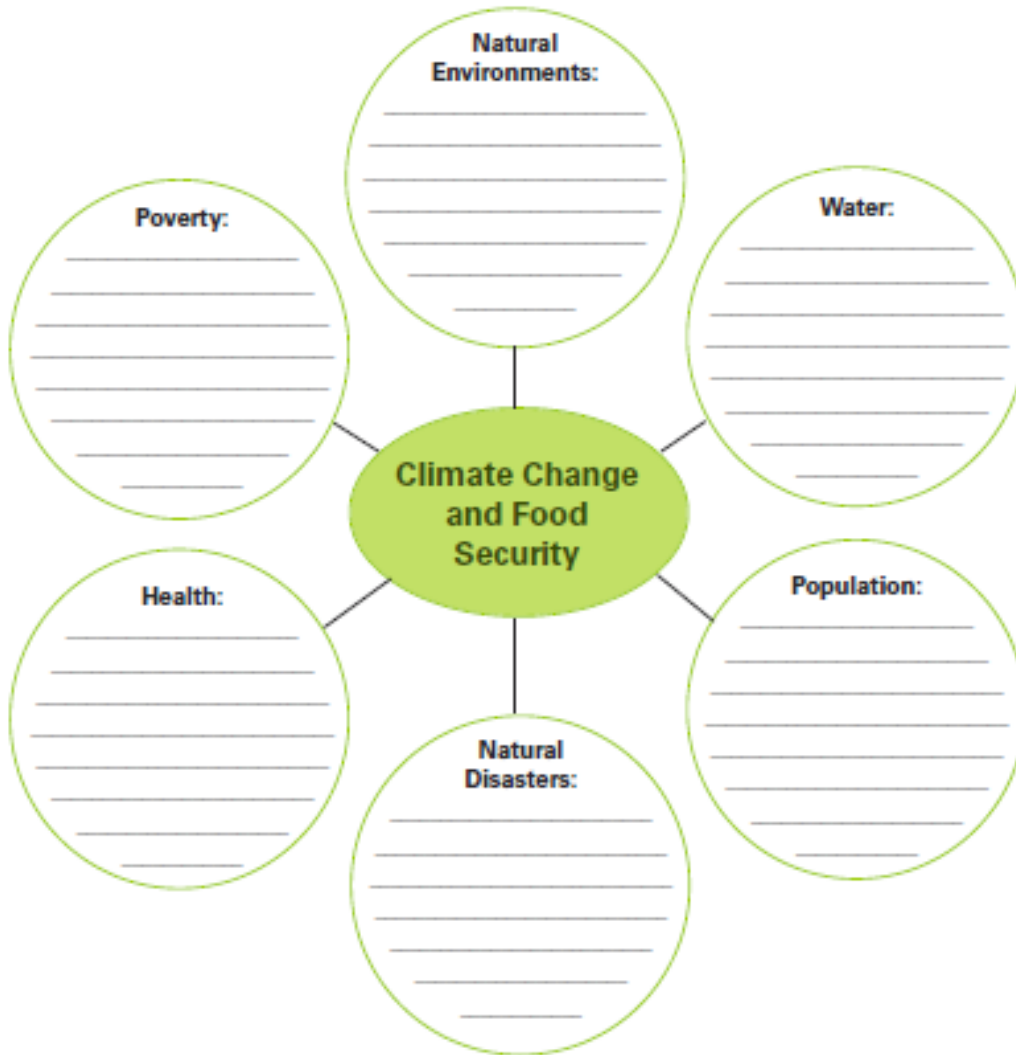 Natural
Environments:
Poverty:
Water:
Climate Change
and Food
Security
Health:
Population:
Natural
Disasters: